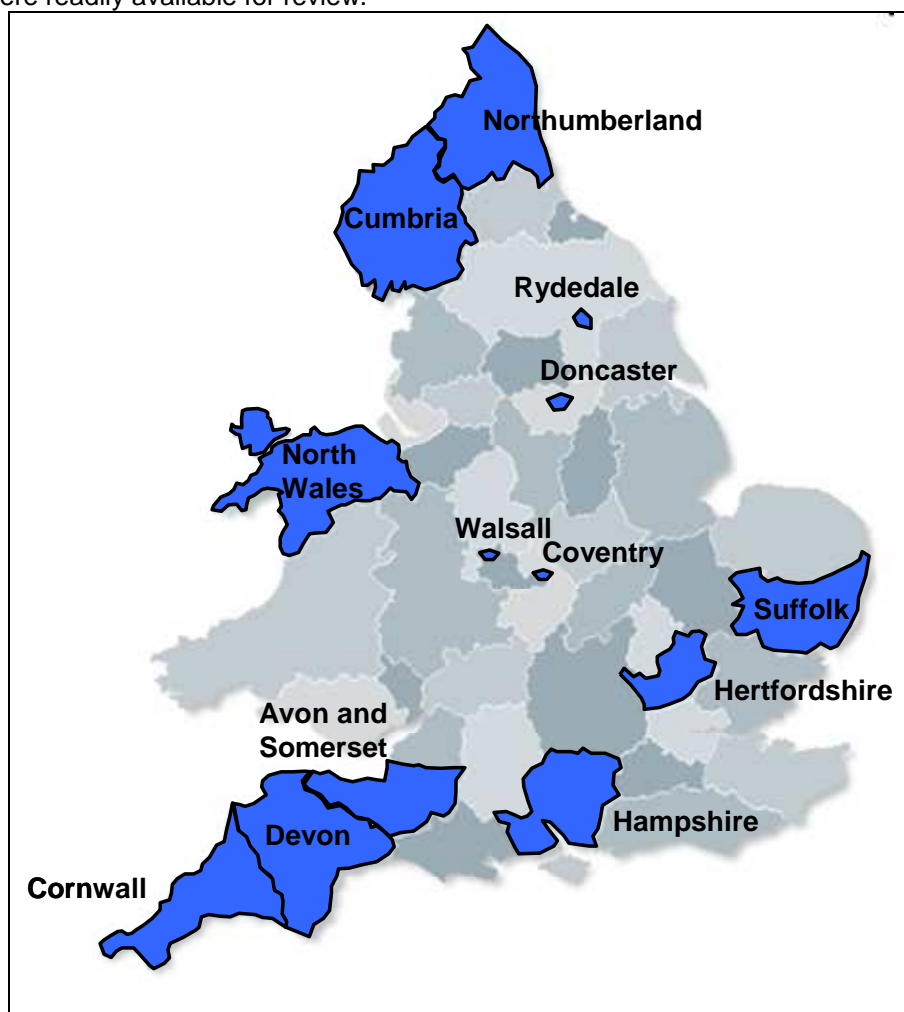 ere readily available for review.
Northumberland
Cumbria
Rydedale
Doncaster
North
Wales
Walsall
Coventry
Suffolk
Hertfordshire
Avon and
Somerset
Devon
Hampshire
Cornwall